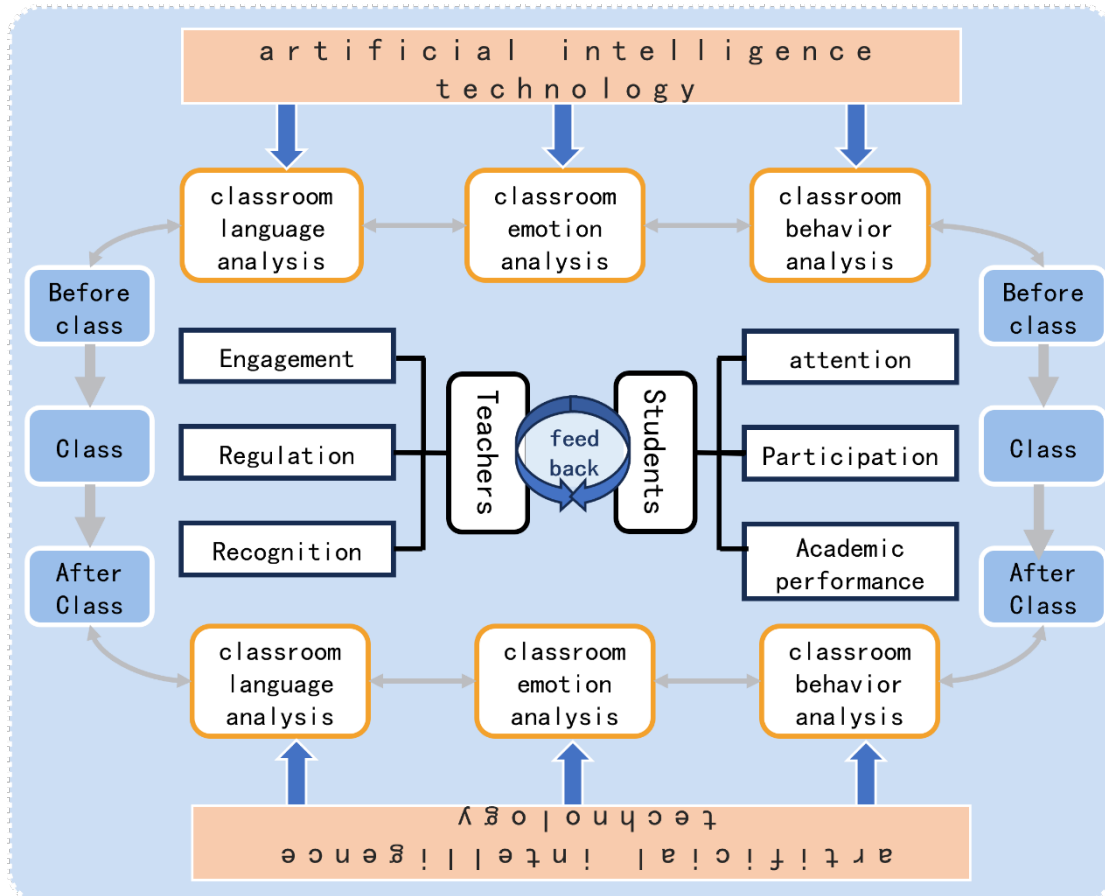 artificial intelligence
technology
classroom
language
analysis
classroom
emotion
analysis
classroom
behavior
analysis
Before
class
Class
After
Class
Engagement
Regulation
Recognition
Teachers
feed
back
Students
attention
Participation
Academic
performance
Before
class
Class
After
Class
classroom
language
analysis
classroom
emotion
analysis
classroom
behavior
analysis
artificial intelligence
technology